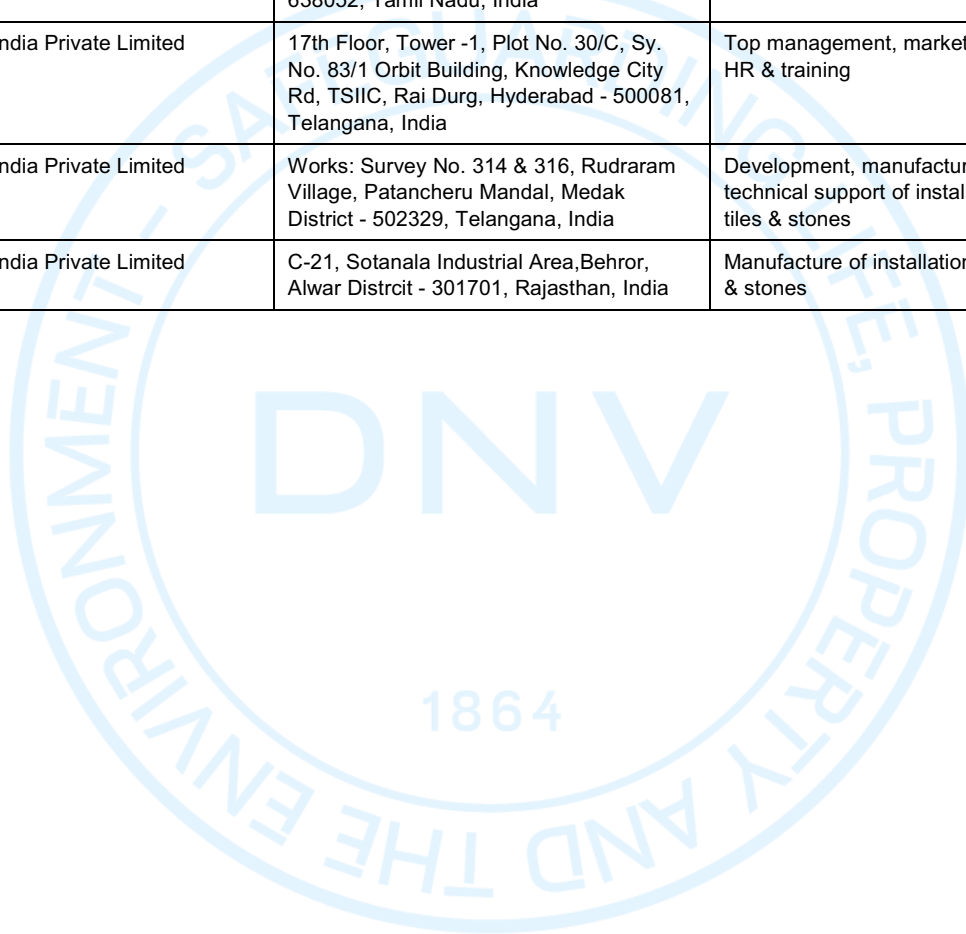 638052, Tamil Nadu, India
ndia Private Limited
17th Floor, Tower -1, Plot No. 30/C, Sy.
No. 83/1 Orbit Building, Knowledge City
Rd, TSIIC, Rai Durg, Hyderabad - 500081,
Telangana, India
Top management, market
HR & training
ndia Private Limited
Works: Survey No. 314 & 316, Rudraram
Village, Patancheru Mandal, Medak
District - 502329, Telangana, India
Development, manufactur
technical support of instal
tiles & stones
ndia Private Limited
C-21, Sotanala Industrial Area,Behror,
Alwar Distrcit - 301701, Rajasthan, India
Manufacture of installation
& stones
SAFEGUARDING LIFE, PROPERTY AND THE ENVIRONMENT –
DNV
1864